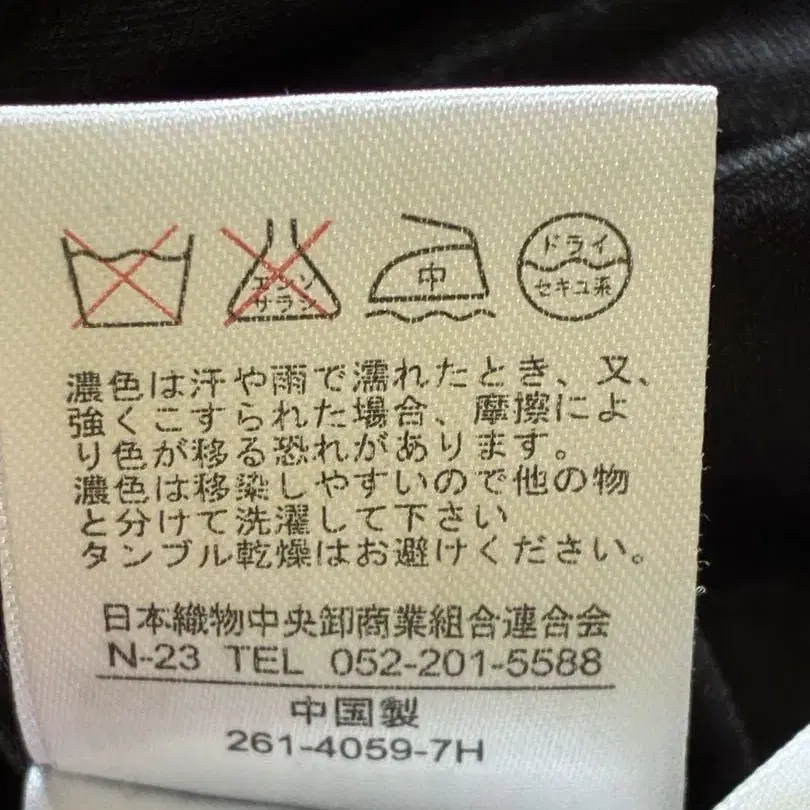 エンソ
サラシ
中
ドライ
セキユ系
濃色は汗や雨で濡れたとき、又、
強くこすられた場合、摩擦によ
り色が移る恐れがあります。
濃色は移染しやすいので他の物
と分けて洗濯して下さい
タンブル乾燥はお避けください。
日本織物中央卸商業組合連合会
N-23 TEL 052-201-5588
中国製
261-4059-7H